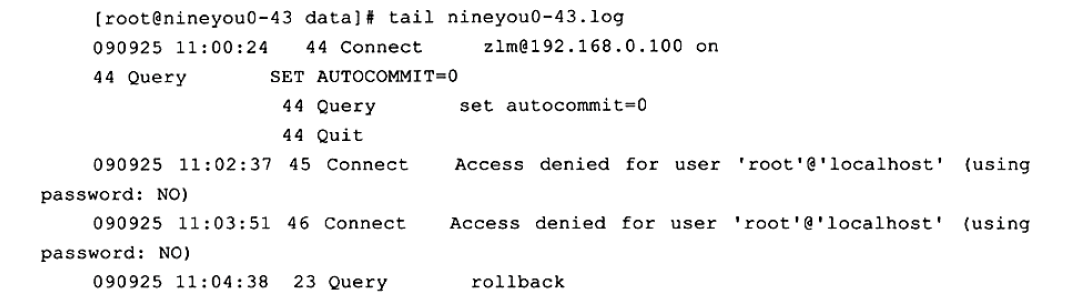 [root@nineyou0-43 data]# tail nineyou0-43.log
090925 11:00:24 44 Connect zlm@192.168.0.100 on
44 Query SET AUTOCOMMIT=0
44 Query set autocommit=0
44 Quit
090925 11:02:37 45 Connect Access denied for user 'root'@'localhost' (using
password: NO)
090925 11:03:51 46 Connect Access denied for user 'root'@'localhost' (using
password: NO)
090925 11:04:38 23 Query rollback